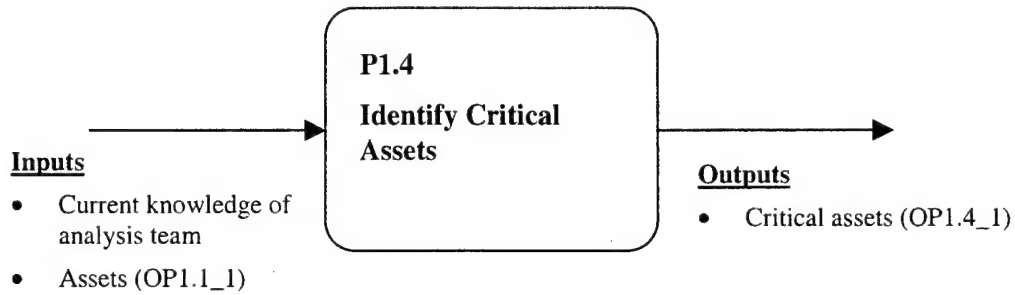 P1.4
Identify Critical
Assets
Inputs
• Current knowledge of
analysis team
• Assets (OP1.1_1)
Outputs
• Critical assets (OP1.4_1)